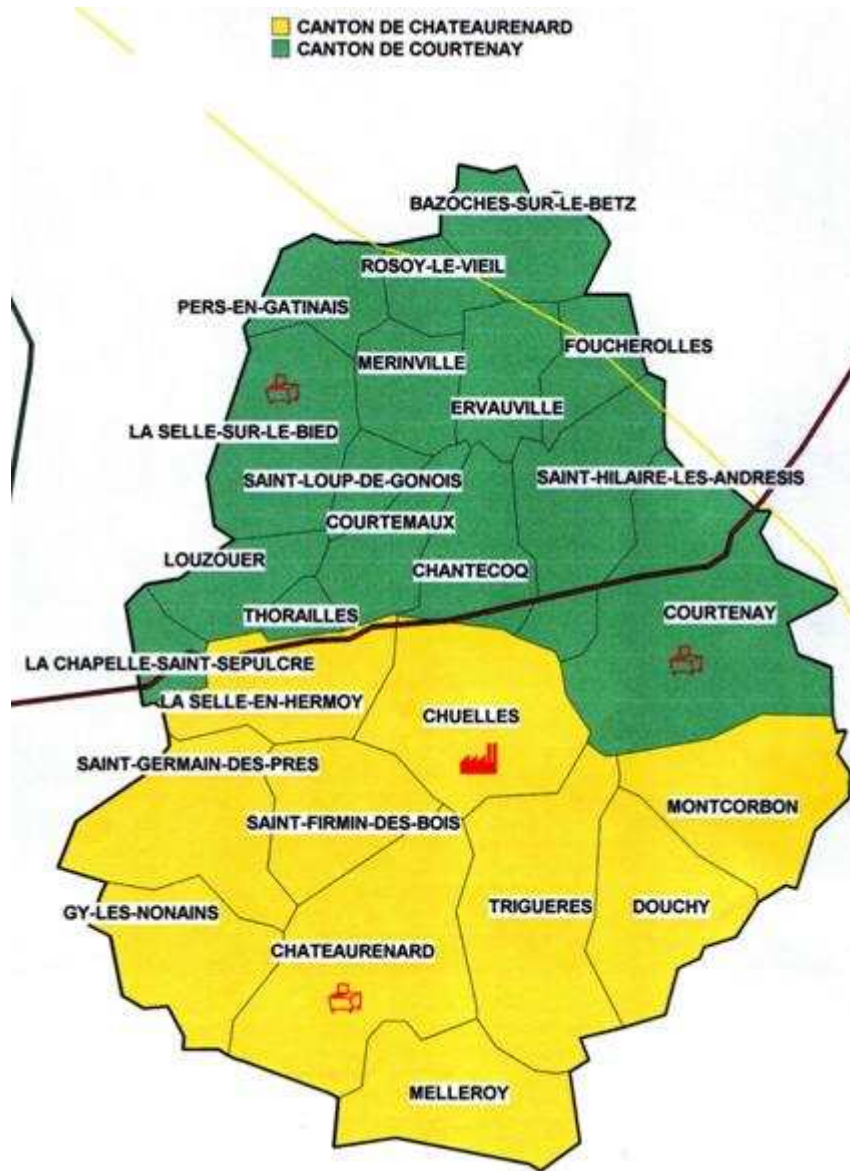 CANTON DE CHATEAURENARD
CANTON DE COURTENAY
BAZOCHES-SUR-LE-BETZ
ROSOY-LE-VIEIL
PERS-EN-GATINAIS
FOUCHEROLLES
MERINVILLE
ERVAUVILLE
LA SELLE-SUR-LE-BIED
SAINT-LOUP-DE-GONOIS
SAINT-HILAIRE-LES-ANDRESIS
COURTEMAUX
LOUZOUER
CHANTECOQ
THORAILLES
COURTENAY
LA CHAPELLE-SAINT-SEPULCRE
LA SELLE-EN-HERMOY
CHUELLES
SAINT-GERMAIN-DES-PRES
MONTCORBON
SAINT-FIRMIN-DES-BOIS
GY-LES-NONAINS
TRIGUERES
DOUCHY
CHATEAURENARD
MELLEROY